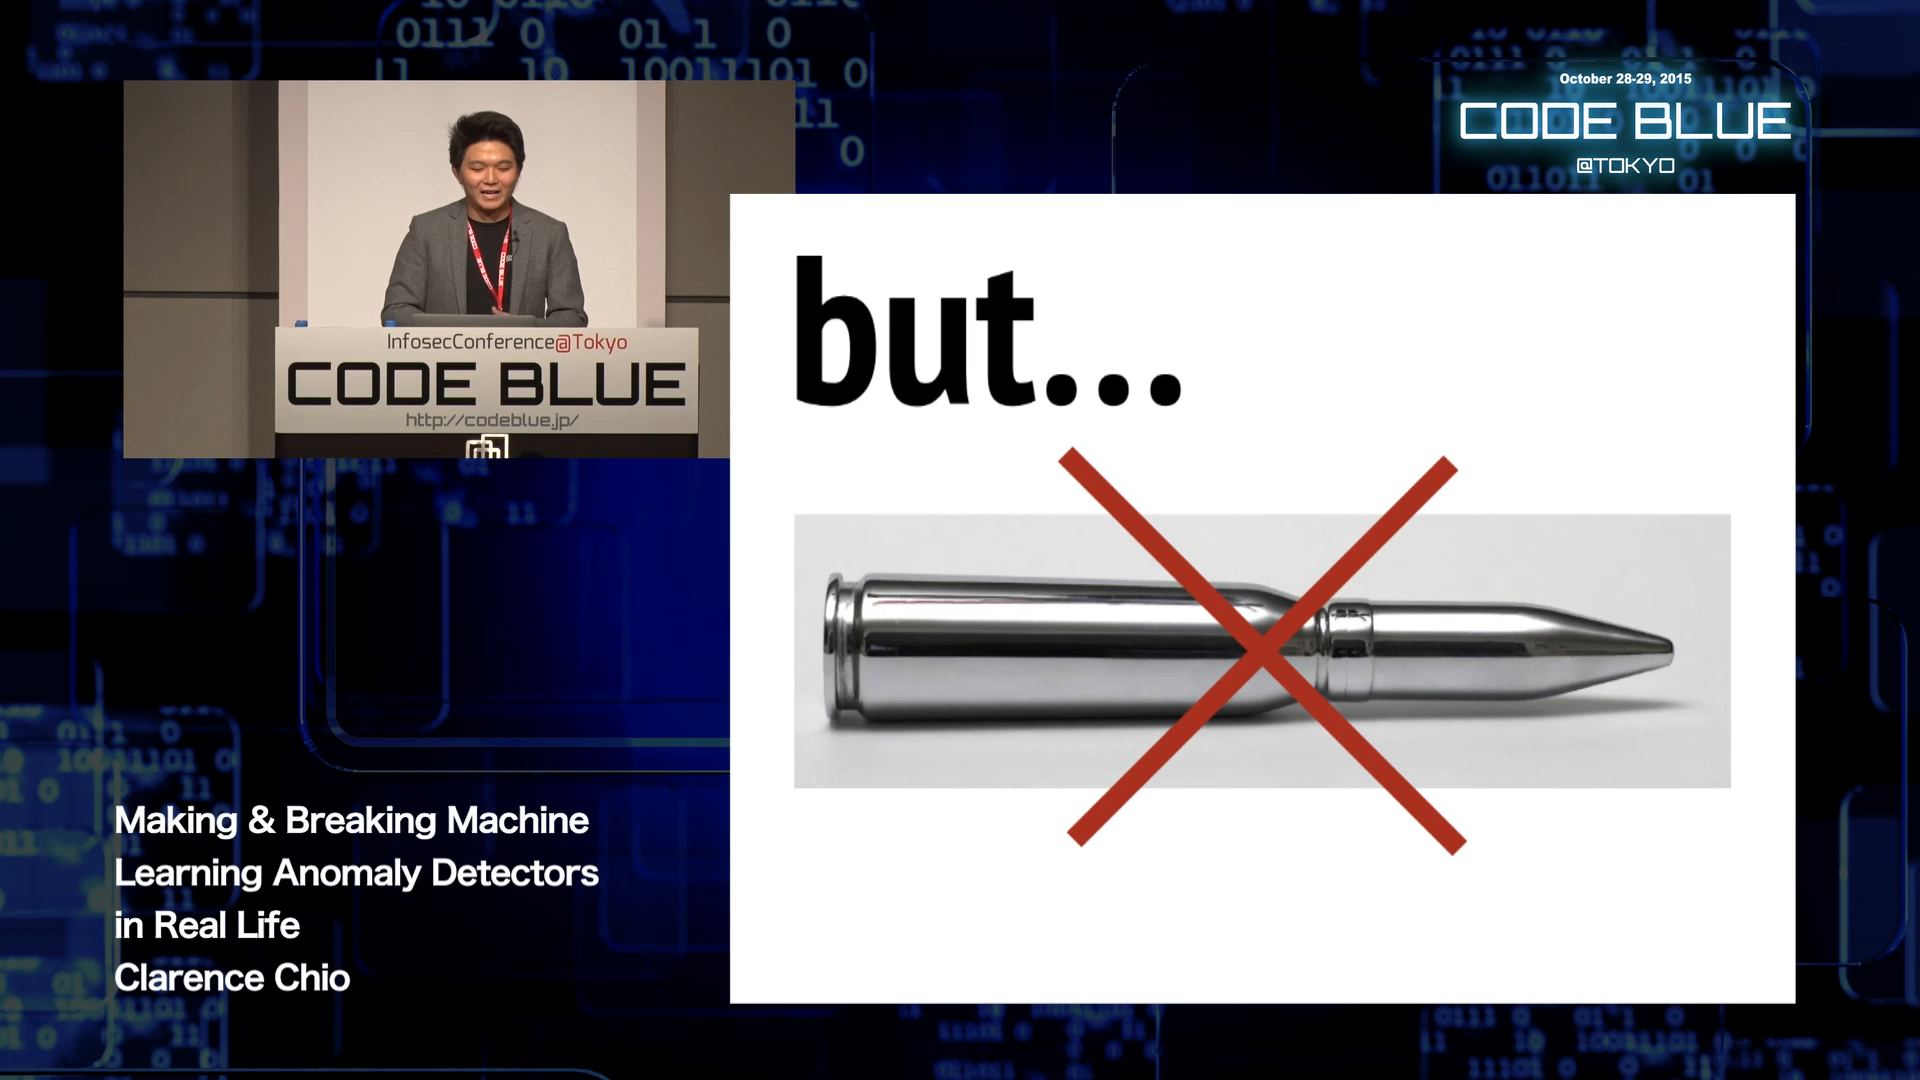 October 28-29, 2015
CODE BLUE
@TOKYO
InfosecConference@Tokyo
CODE BLUE
http://codeblue.jp/
but...
Making & Breaking Machine
Learning Anomaly Detectors
in Real Life
Clarence Chio